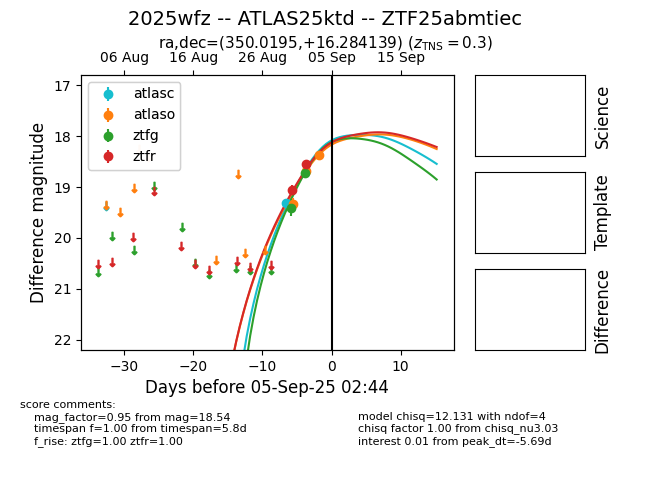 2025wfz -- ATLAS25ktd -- ZTF25abmtiec
ra,dec=(350.0195,+16.284139) (z_TNS = 0.3)
06 Aug 16 Aug 26 Aug 05 Sep 15 Sep
atlasc
atlaso
ztfg
ztfr
17
18
19
20
21
22
Difference magnitude
−30 −20 −10 0 10
Days before 05-Sep-25 02:44
Science
Template
Difference
score comments:
mag_factor=0.95 from mag=18.54
timespan f=1.00 from timespan=5.8d
f_rise: ztfg=1.00 ztfr=1.00
model chisq=12.131 with ndof=4
chisq factor 1.00 from chisq_nu3.03
interest 0.01 from peak_dt=-5.69d